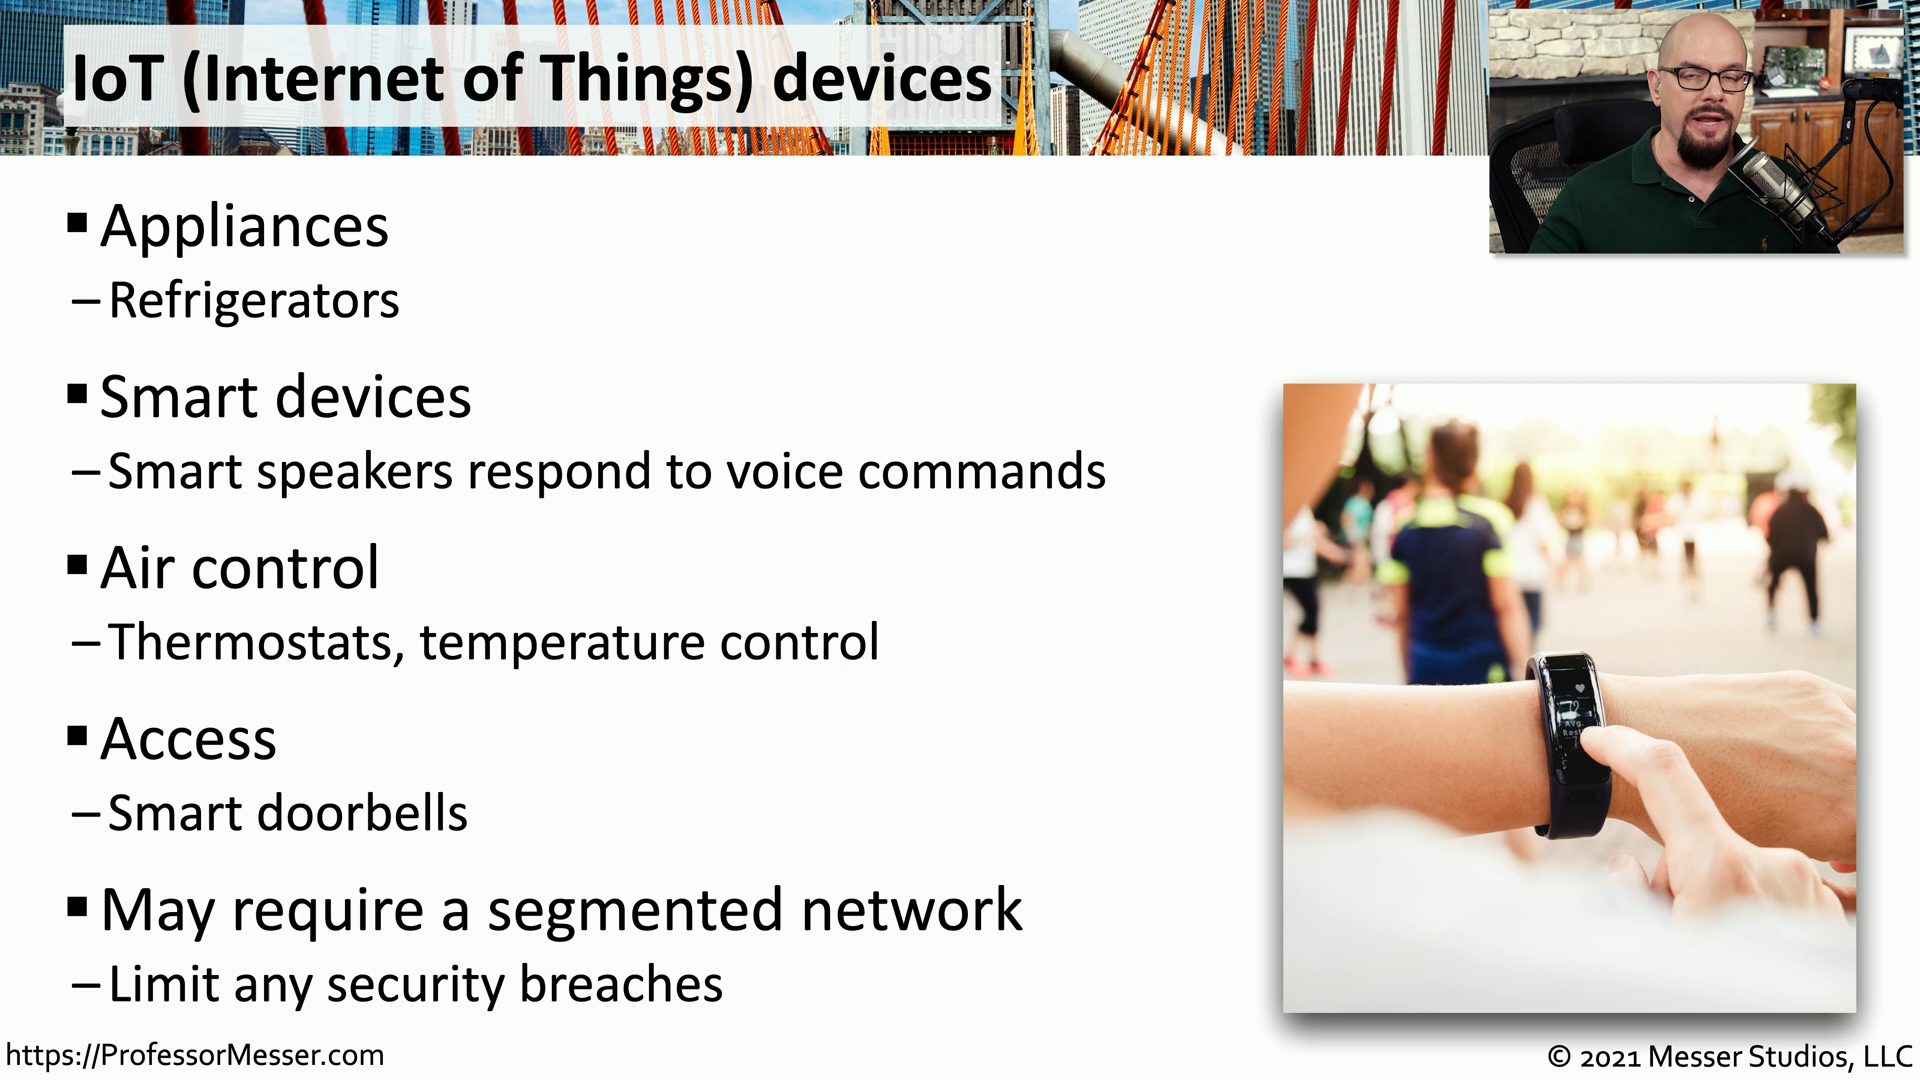 IoT (Internet of Things) devices
▪ Appliances
– Refrigerators
▪ Smart devices
– Smart speakers respond to voice commands
▪ Air control
– Thermostats, temperature control
▪ Access
– Smart doorbells
▪ May require a segmented network
– Limit any security breaches
72
Avg.
https://ProfessorMesser.com
© 2021 Messer Studios, LLC